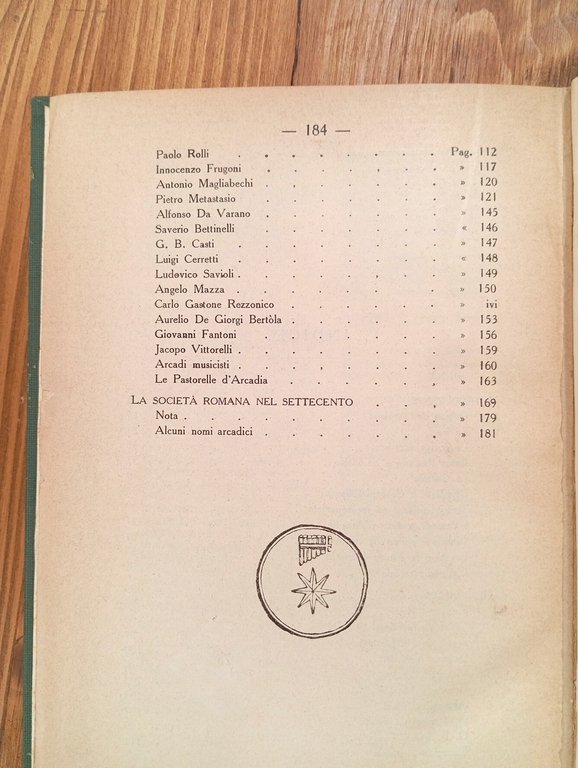 — 184 —
Paolo Rolli . . . . . . . . Pag. 112
Innocenzo Frugoni . . . . . . . » 117
Antonio Magliabechi . . . . . . . » 120
Pietro Metastasio . . . . . . . » 121
Alfonso Da Varano . . . . . . . » 145
Saverio Bettinelli . . . . . . . « 146
G. B. Casti . . . . . . . . » 147
Luigi Cerretti . . . . . . . . « 148
Ludovico Savioli . . . . . . . . » 149
Angelo Mazza . . . . . . . . » 150
Carlo Gastone Rezzonico . . . . . . » ivi
Aurelio De Giorgi Bertòla . . . . . . » 153
Giovanni Fantoni . . . . . . . . » 156
Jacopo Vittorelli . . . . . . . . » 159
Arcadi musicisti . . . . . . . . » 160
Le Pastorelle d'Arcadia . . . . . . » 163
LA SOCIETÀ ROMANA NEL SETTECENTO . . . » 169
Nota . . . . . . . . . . » 179
Alcuni nomi arcadici . . . . . . . » 181